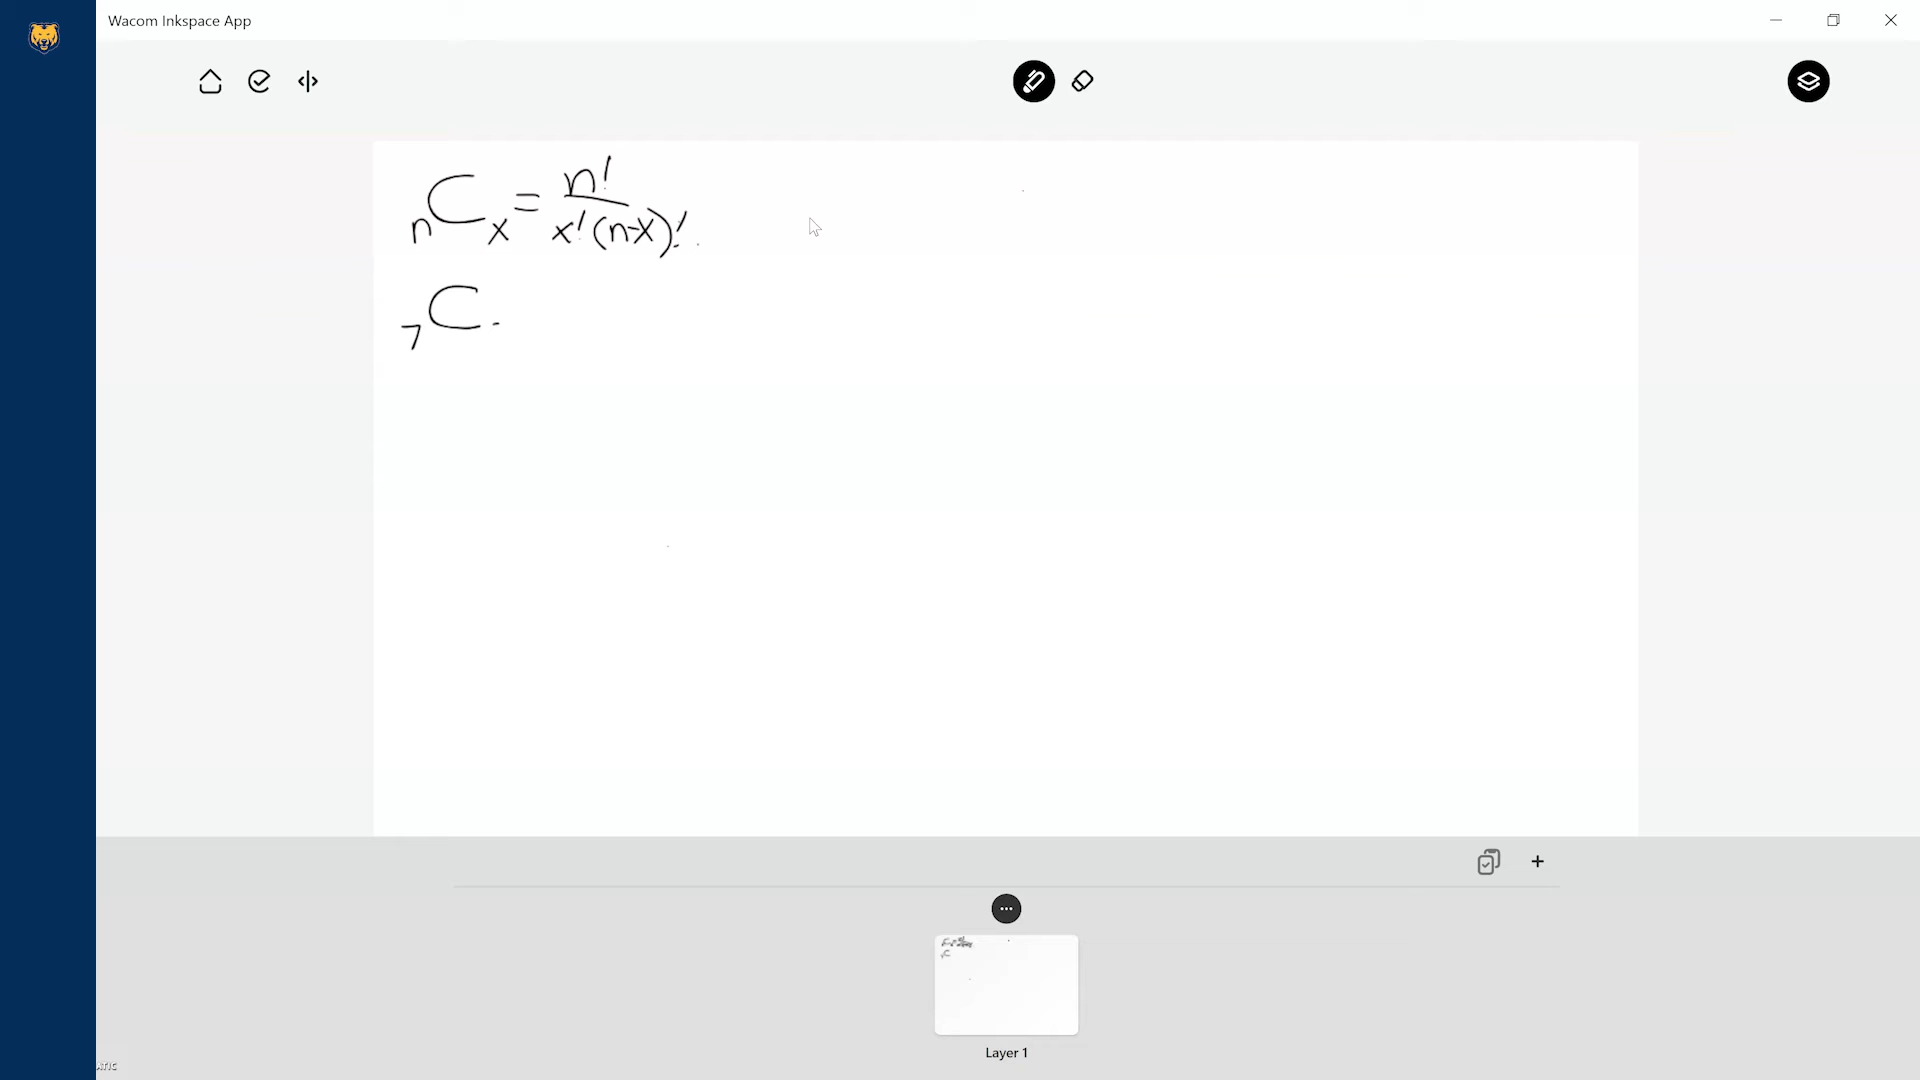 Wacom Inkspace App
nCx = n! / x!(n-x)!
7C
Layer 1